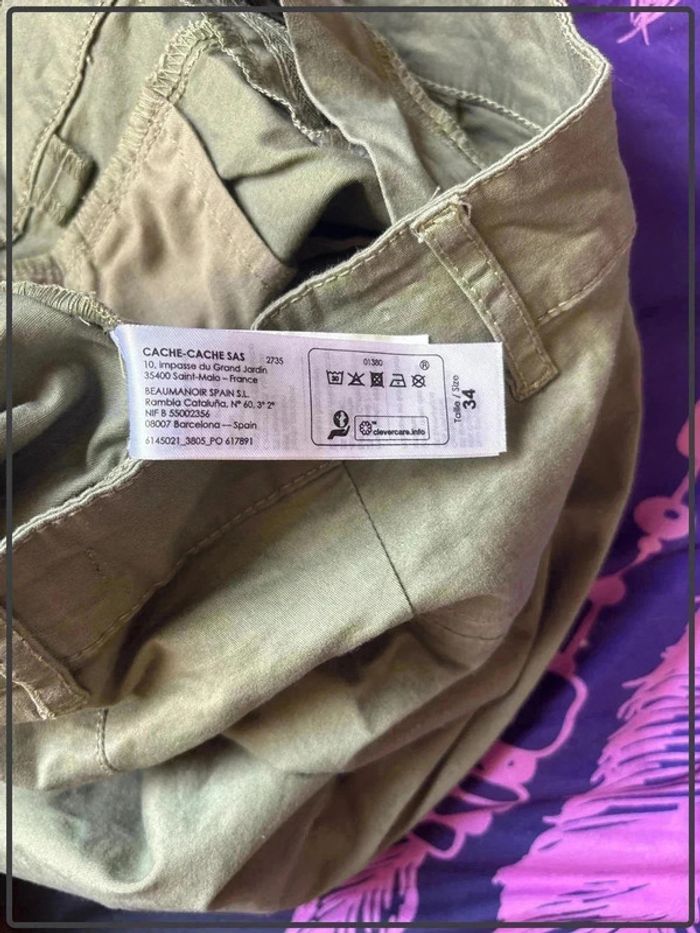 CACHE-CACHE SAS 2735
10, impasse du Grand Jardin
35400 Saint-Malo – France
BEAUMANOIR SPAIN S.L.
Rambla Cataluña, Nº 60, 3º 2ª
NIF B 55002356
08007 Barcelona — Spain
6145021_3805_PO 617891
01380
®
clevercare.info
Taille / Size
34